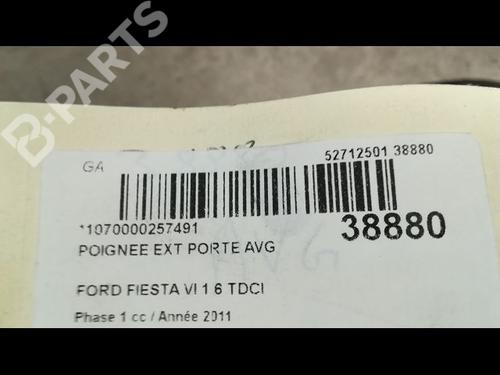 B-PARTS
GA
52712501 38880
*11070000257491
38880
POIGNEE EXT PORTE AVG
FORD FIESTA VI 1 6 TDCI
Phase 1 cc / Année 2011